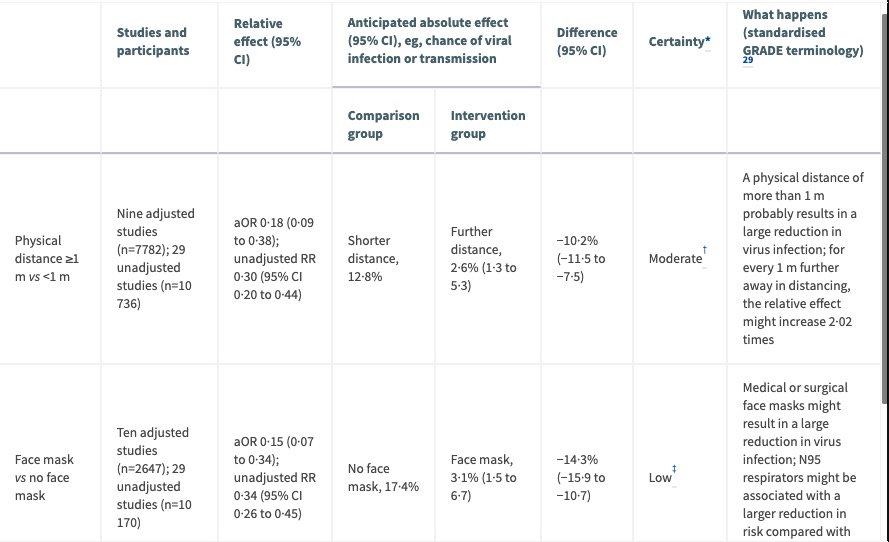 Studies and
participants
Relative
effect (95%
CI)
Anticipated absolute effect
(95% CI), eg, chance of viral
infection or transmission
Difference
(95% CI)
Certainty*
What happens
(standardised
GRADE terminology)
29
Comparison
group
Intervention
group
Physical
distance ≥1
m vs <1 m
Nine adjusted
studies
(n=7782); 29
unadjusted
studies (n=10
736)
aOR 0·18 (0·09
to 0·38);
unadjusted RR
0·30 (95% CI
0·20 to 0·44)
Shorter
distance,
12·8%
Further
distance,
2·6% (1·3 to
5·3)
−10·2%
(−11·5 to
−7·5)
Moderate†
A physical distance of
more than 1 m
probably results in a
large reduction in
virus infection; for
every 1 m further
away in distancing,
the relative effect
might increase 2·02
times
Face mask
vs no face
mask
Ten adjusted
studies
(n=2647); 29
unadjusted
studies (n=10
170)
aOR 0·15 (0·07
to 0·34);
unadjusted RR
0·34 (95% CI
0·26 to 0·45)
No face
mask, 17·4%
Face mask,
3·1% (1·5 to
6·7)
−14·3%
(−15·9 to
−10·7)
Low‡
Medical or surgical
face masks might
result in a large
reduction in virus
infection; N95
respirators might be
associated with a
larger reduction in
risk compared with